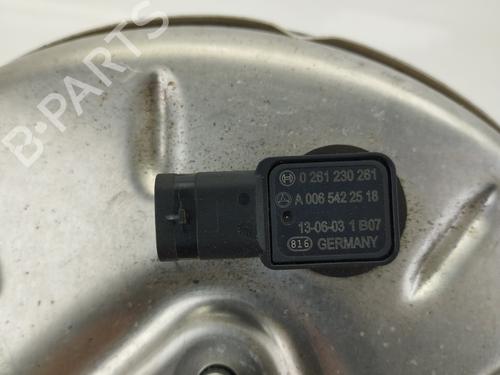 B-PARTS
0 261 230 261
A 006 542 25 18
13-06-03 1 B07
816 GERMANY